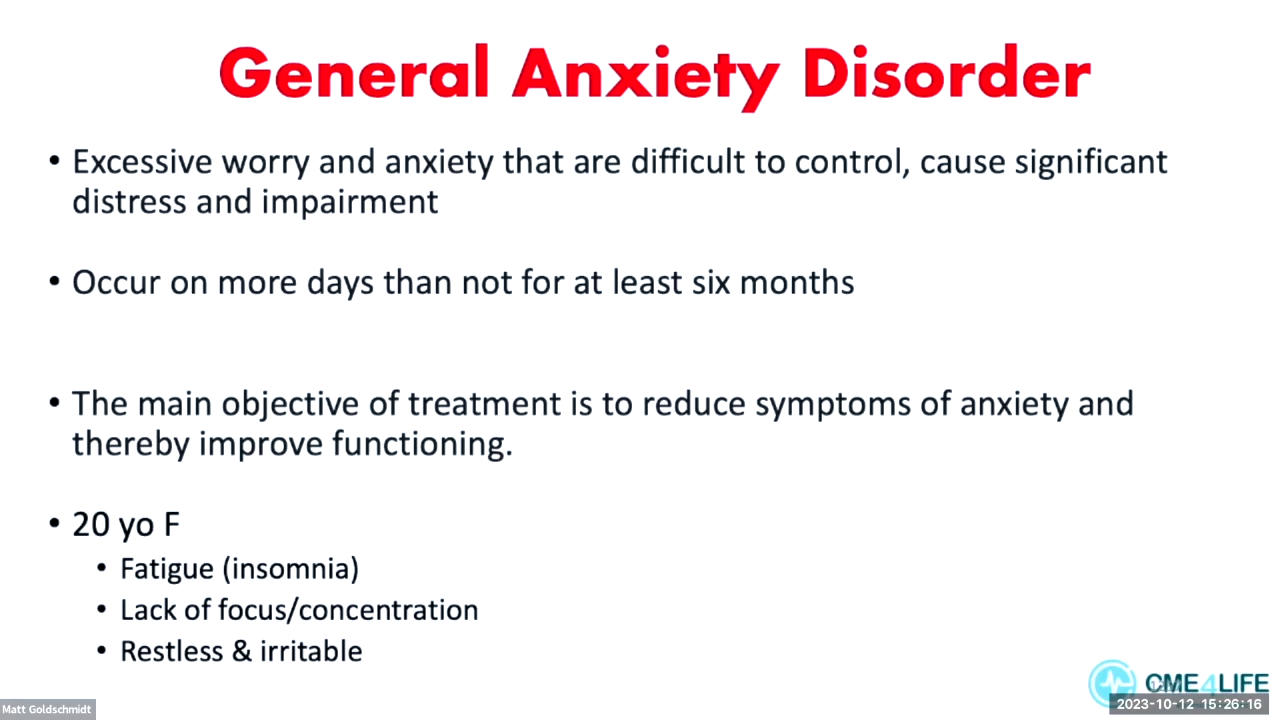 General Anxiety Disorder
• Excessive worry and anxiety that are difficult to control, cause significant
distress and impairment
• Occur on more days than not for at least six months
• The main objective of treatment is to reduce symptoms of anxiety and
thereby improve functioning.
• 20 yo F
• Fatigue (insomnia)
• Lack of focus/concentration
• Restless & irritable
CME4LIFE
Matt Goldschmidt
2023-10-12 15:26:16